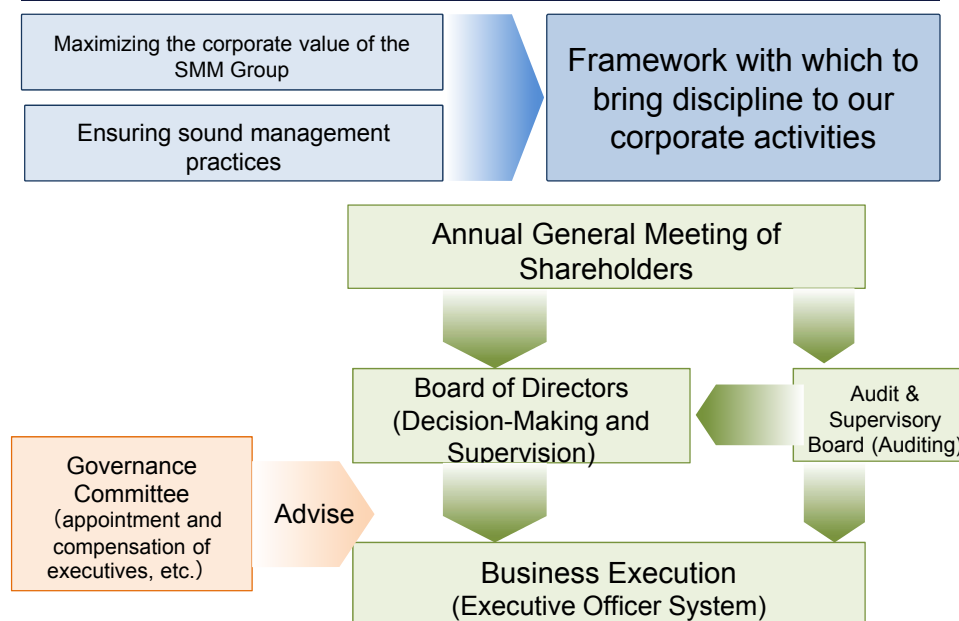 Maximizing the corporate value of the
SMM Group
Ensuring sound management
practices
Framework with which to
bring discipline to our
corporate activities
Annual General Meeting of
Shareholders
Board of Directors
(Decision-Making and
Supervision)
Audit &
Supervisory
Board (Auditing)
Governance
Committee
（appointment and
compensation of
executives, etc.）
Advise
Business Execution
(Executive Officer System)